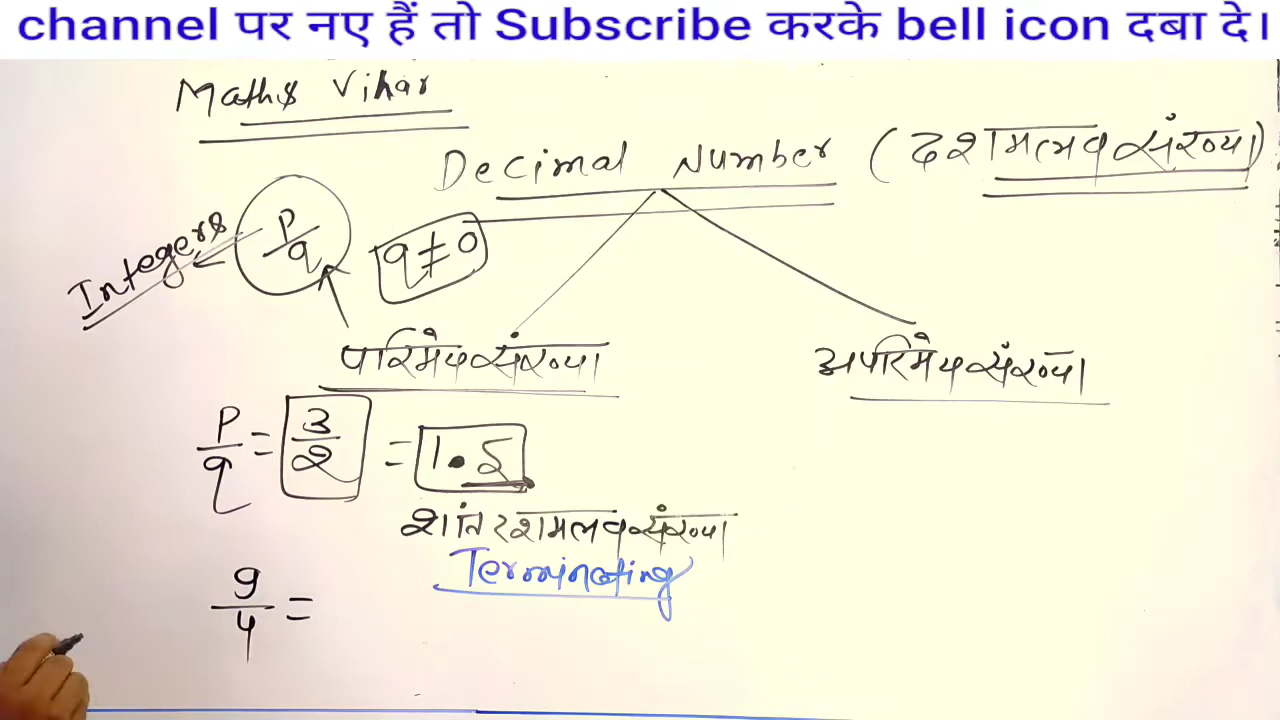 channel पर नए हैं तो Subscribe करके bell icon दबा दे।
Maths Vihar
Decimal Number (दशमलव संख्या)
Integers p/q q≠0
परिमेय संख्या अपरिमेय संख्या
p/q = 3/2 = 1.5
शांत दशमलव संख्या
Terminating
9/4 =